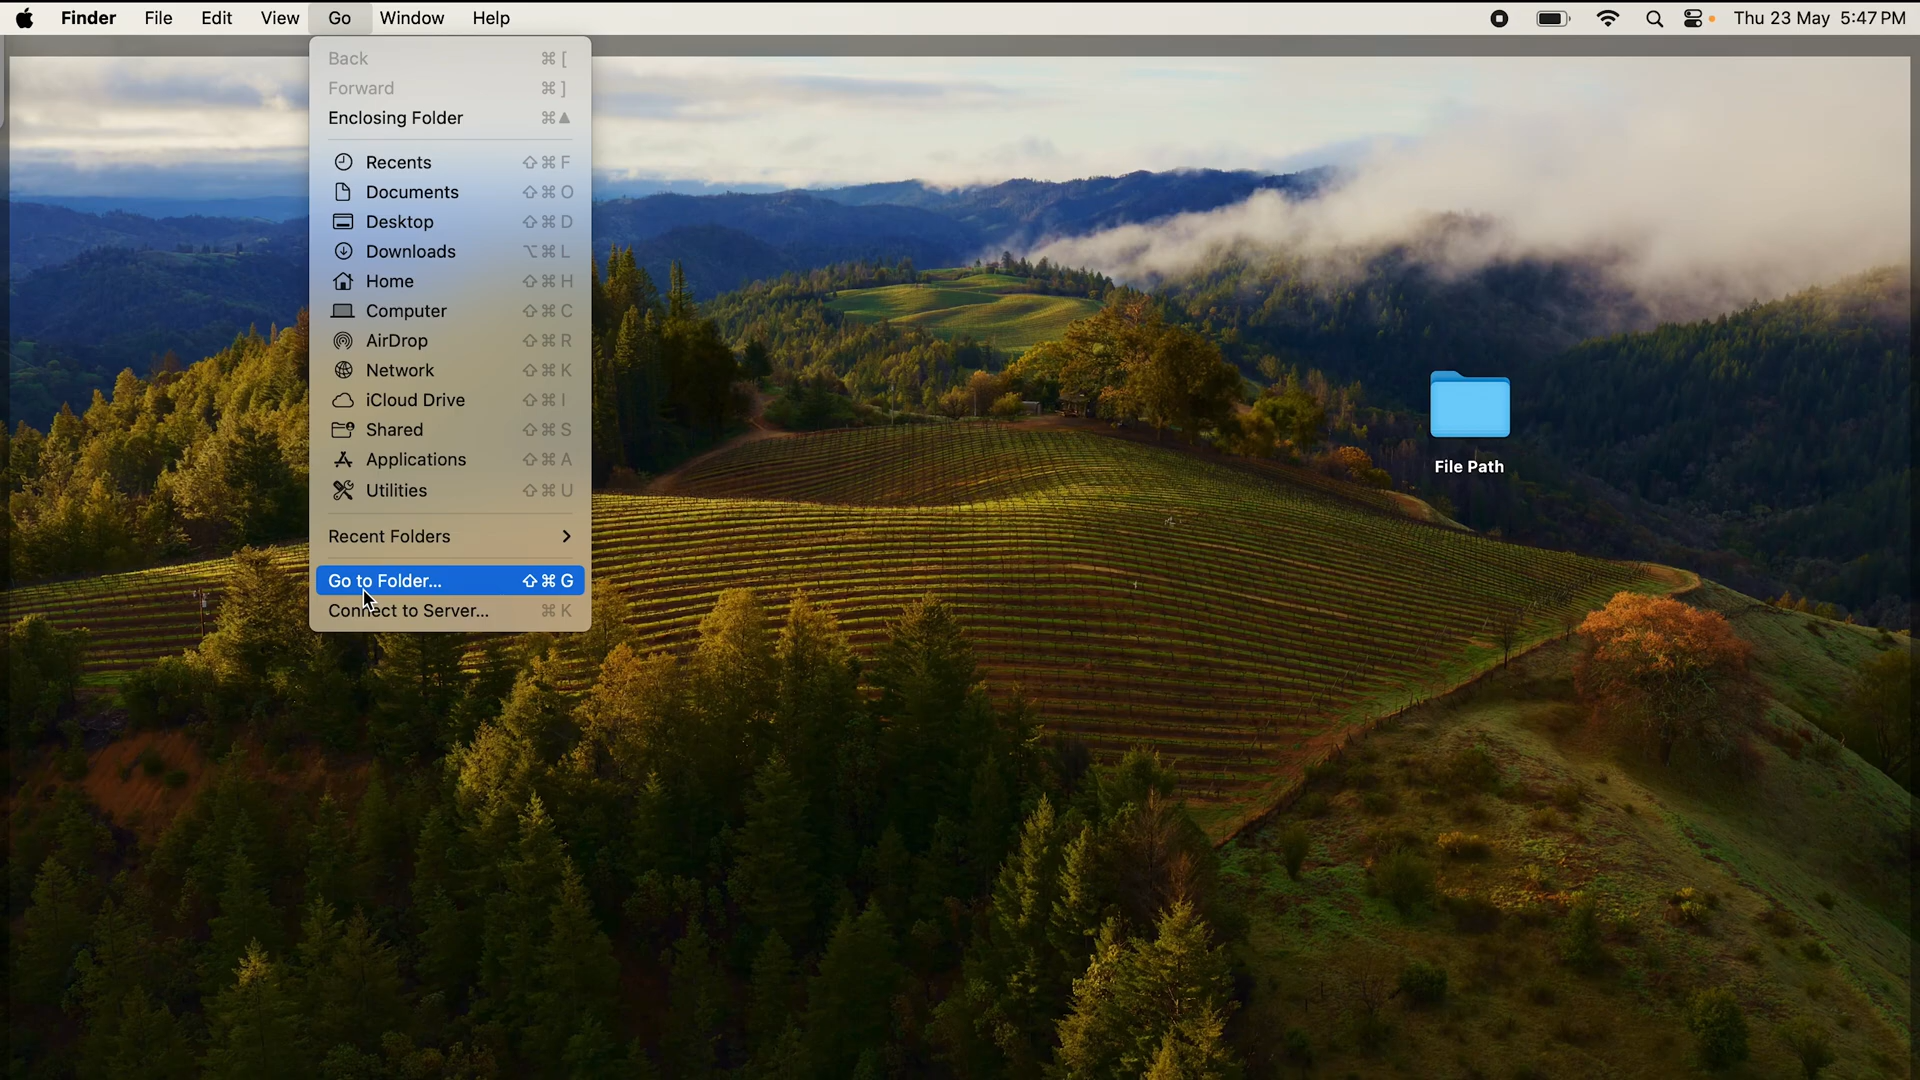 Finder File Edit View Go Window Help Thu 23 May 5:47 PM
Back ⌘ [
Forward ⌘ ]
Enclosing Folder ⌘ ▲
Recents ⇧ ⌘ F
Documents ⇧ ⌘ O
Desktop ⇧ ⌘ D
Downloads ⌥ ⌘ L
Home ⇧ ⌘ H
Computer ⇧ ⌘ C
AirDrop ⇧ ⌘ R
Network ⇧ ⌘ K
iCloud Drive ⇧ ⌘ I
Shared ⇧ ⌘ S
Applications ⇧ ⌘ A
Utilities ⇧ ⌘ U
Recent Folders >
Go to Folder... ⇧ ⌘ G
Connect to Server... ⌘ K
File Path